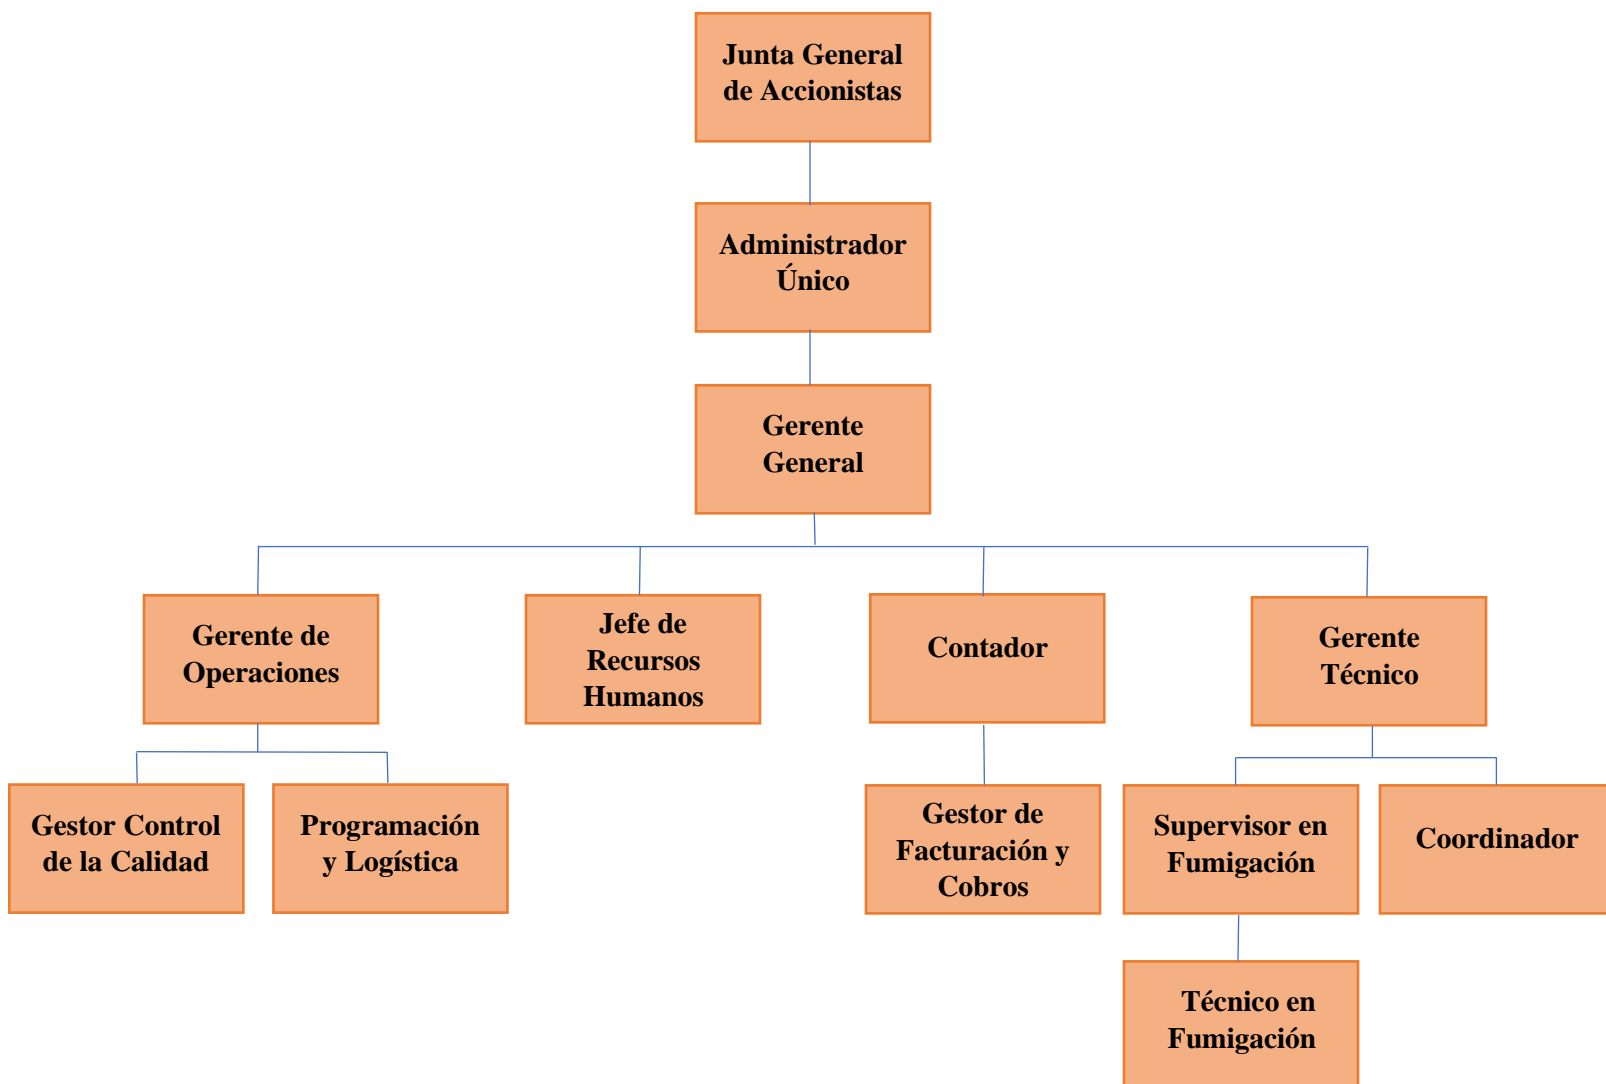 Junta General
de Accionistas
Administrador
Único
Gerente
General
Gerente de
Operaciones
Jefe de
Recursos
Humanos
Contador
Gerente
Técnico
Gestor Control
de la Calidad
Programación
y Logística
Gestor de
Facturación y
Cobros
Supervisor en
Fumigación
Coordinador
Técnico en
Fumigación